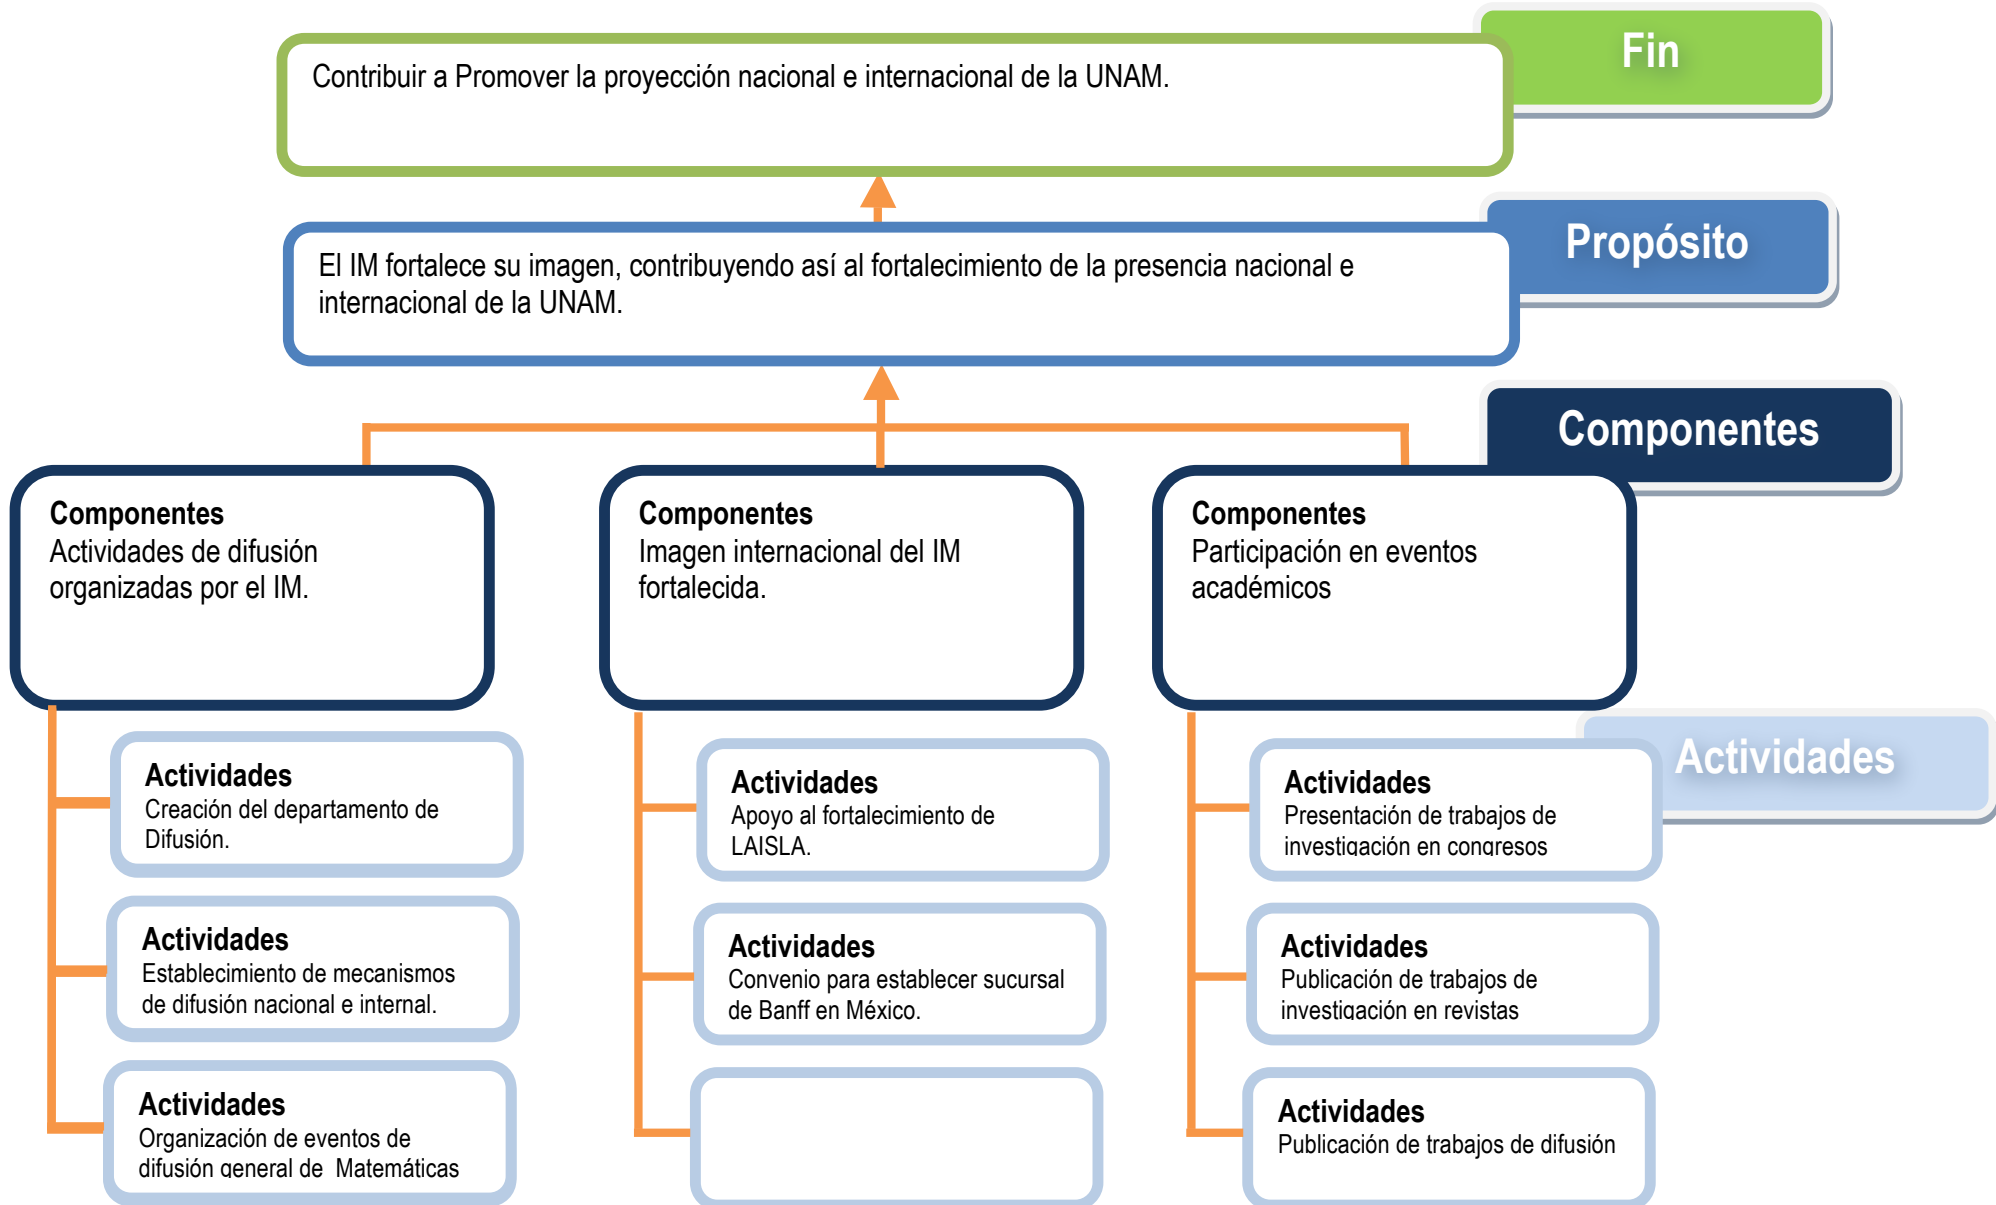 Fin
Contribuir a Promover la proyección nacional e internacional de la UNAM.
Propósito
El IM fortalece su imagen, contribuyendo así al fortalecimiento de la presencia nacional e
internacional de la UNAM.
Componentes
Componentes
Actividades de difusión
organizadas por el IM.
Componentes
Imagen internacional del IM
fortalecida.
Componentes
Participación en eventos
académicos
Actividades
Actividades
Creación del departamento de
Difusión.
Actividades
Establecimiento de mecanismos
de difusión nacional e internal.
Actividades
Organización de eventos de
difusión general de  Matemáticas
Actividades
Apoyo al fortalecimiento de
LAISLA.
Actividades
Convenio para establecer sucursal
de Banff en México.
Actividades
Presentación de trabajos de
investigación en congresos
Actividades
Publicación de trabajos de
investigación en revistas
Actividades
Publicación de trabajos de difusión